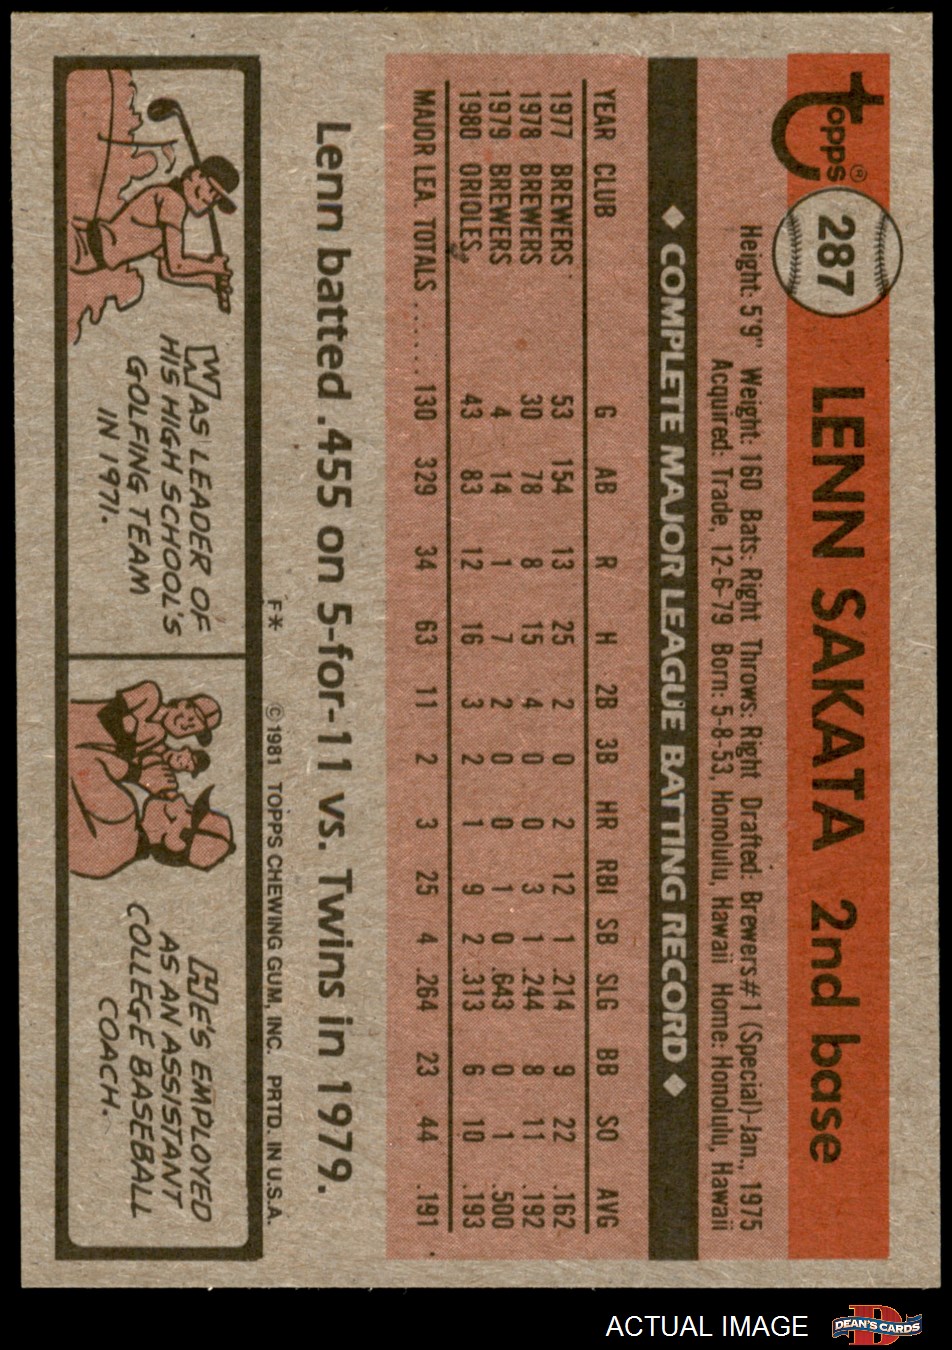 topps®
287
LENN SAKATA 2nd base
Height: 5'9" Weight: 160 Bats: Right Throws: Right Drafted: Brewers#1 (Special)-Jan., 1975
Acquired: Trade, 12-6-79 Born: 5-8-53, Honolulu, Hawaii Home: Honolulu, Hawaii
◆ COMPLETE MAJOR LEAGUE BATTING RECORD ◆
YEAR CLUB G AB R H 2B 3B HR RBI SB SLG BB SO AVG
1977 BREWERS 53 154 13 25 2 0 2 12 1 .214 9 22 .162
1978 BREWERS 30 78 8 15 4 0 0 3 1 .244 8 11 .192
1979 BREWERS 4 14 1 7 2 0 0 1 0 .643 0 1 .500
1980 ORIOLES 43 83 12 16 3 2 1 9 2 .313 6 10 .193
MAJOR LEA. TOTALS ...... 130 329 34 63 11 2 3 25 4 .264 23 44 .191
Lenn batted .455 on 5-for-11 vs. Twins in 1979.
F* ©1981 TOPPS CHEWING GUM, INC. PRTD. IN U.S.A.
WAS LEADER OF
HIS HIGH SCHOOL'S
GOLFING TEAM
IN 1971.
HE'S EMPLOYED
AS AN ASSISTANT
COLLEGE BASEBALL
COACH.
ACTUAL IMAGE
D
DEAN'S CARDS